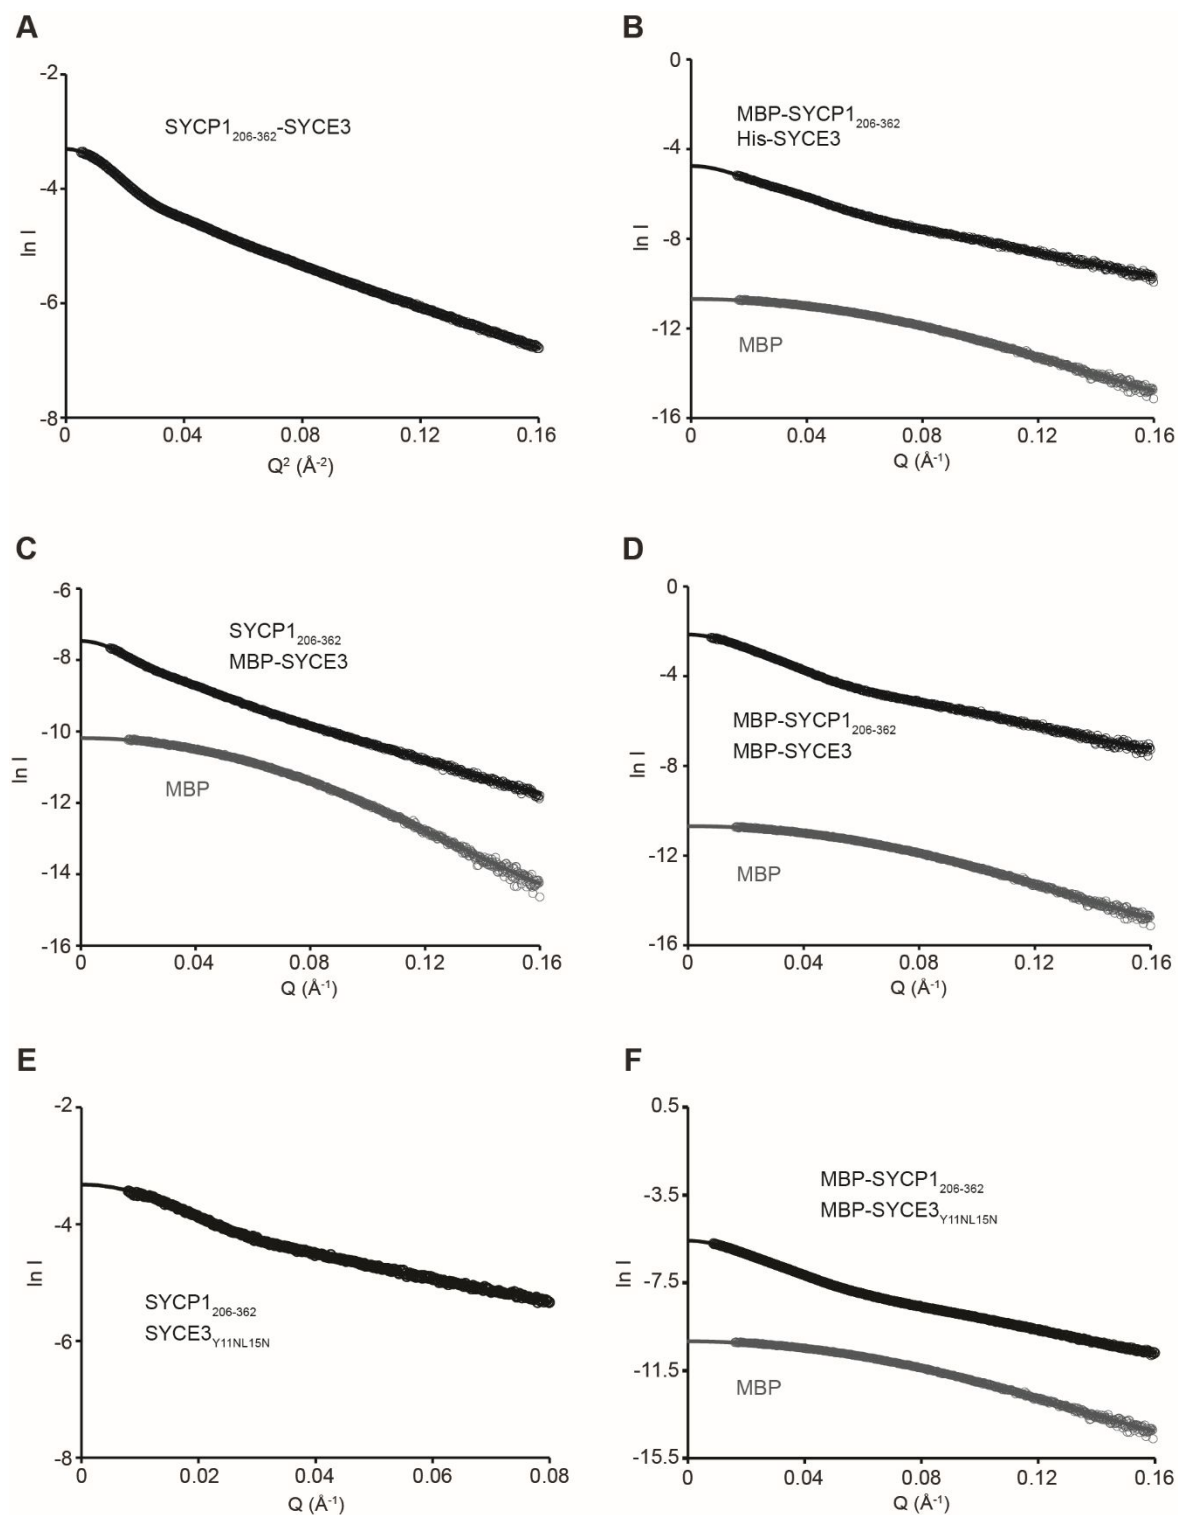 A
-2
-4
-6
-8
ln I
SYCP1206-362-SYCE3
0 0.04 0.08 0.12 0.16
Q2 (Å-2)
B
0
-4
-8
-12
-16
ln I
MBP-SYCP1206-362
His-SYCE3
MBP
0 0.04 0.08 0.12 0.16
Q (Å-1)
C
-6
-8
-10
-12
-14
-16
ln I
SYCP1206-362
MBP-SYCE3
MBP
0 0.04 0.08 0.12 0.16
Q (Å-1)
D
0
-4
-8
-12
-16
ln I
MBP-SYCP1206-362
MBP-SYCE3
MBP
0 0.04 0.08 0.12 0.16
Q (Å-1)
E
-2
-4
-6
-8
ln I
SYCP1206-362
SYCE3Y11NL15N
0 0.02 0.04 0.06 0.08
Q (Å-1)
F
0.5
-3.5
-7.5
-11.5
-15.5
ln I
MBP-SYCP1206-362
MBP-SYCE3Y11NL15N
MBP
0 0.04 0.08 0.12 0.16
Q (Å-1)